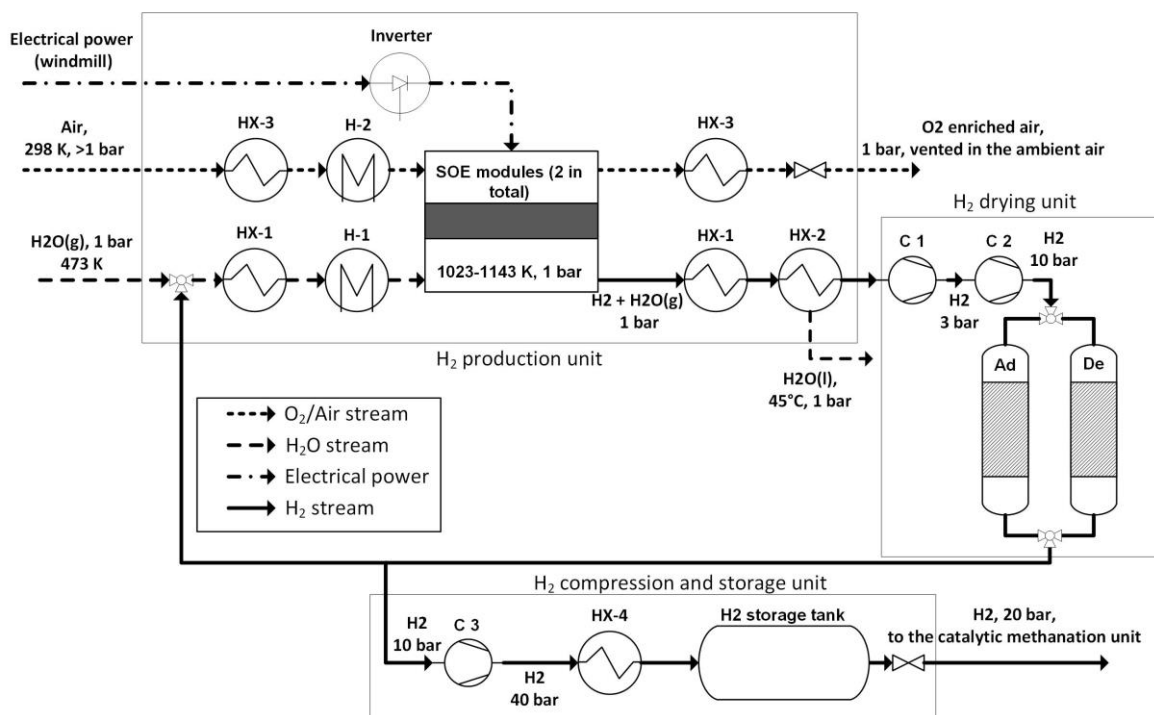 Electrical power
(windmill)
Inverter
Air,
298 K, >1 bar
HX-3
H-2
HX-3
O2 enriched air,
1 bar, vented in the ambient air
SOE modules (2 in
total)
H2O(g), 1 bar
473 K
HX-1
H-1
1023-1143 K, 1 bar
HX-1
HX-2
H2 + H2O(g)
1 bar
H2O(l),
45°C, 1 bar
H₂ production unit
H₂ drying unit
C 1
C 2
H2
10 bar
H2
3 bar
Ad
De
O₂/Air stream
H₂O stream
Electrical power
H₂ stream
H₂ compression and storage unit
H2
10 bar
C 3
H2
40 bar
HX-4
H2 storage tank
H2, 20 bar,
to the catalytic methanation unit